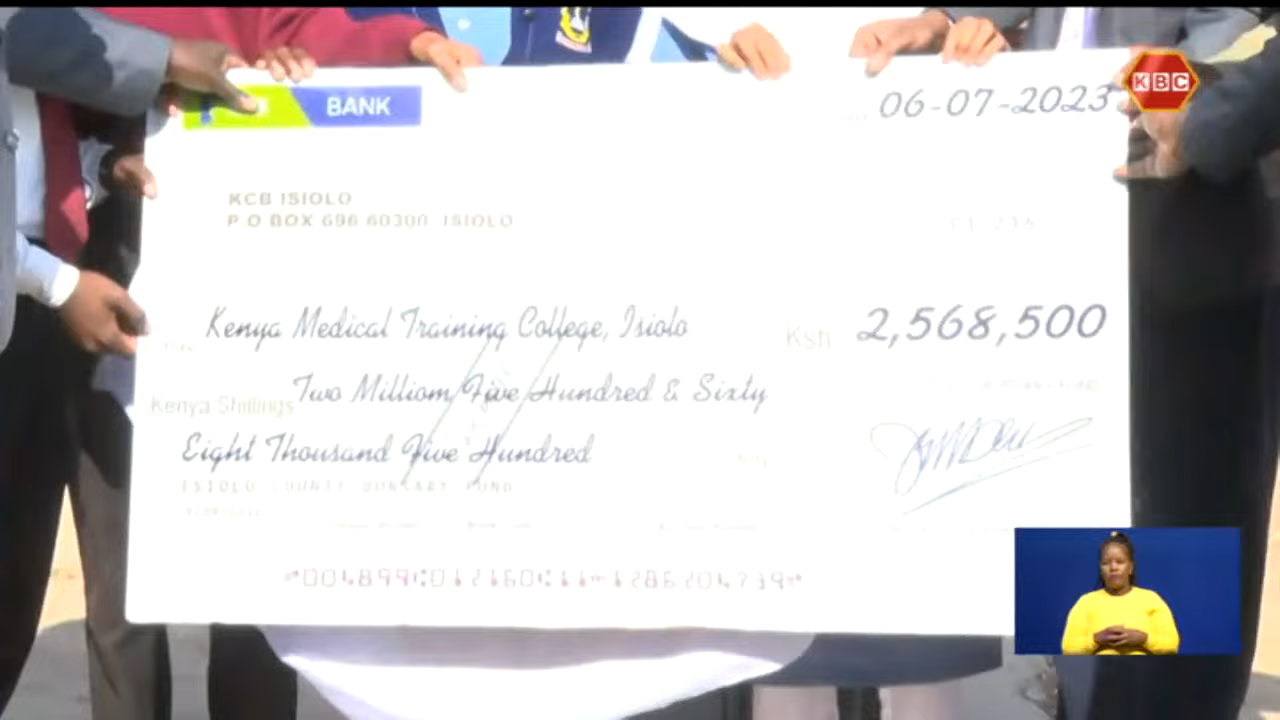 BANK
06-07-2023
KBC
KCB ISIOLO
P O BOX 696 60300 ISIOLO
Kenya Medical Training College, Isiolo
Ksh 2,568,500
Kenya Shillings Two Milliom Five Hundred & Sixty
Eight Thousand Five Hundred
ISIOLO COUNTY BURSARY FUND